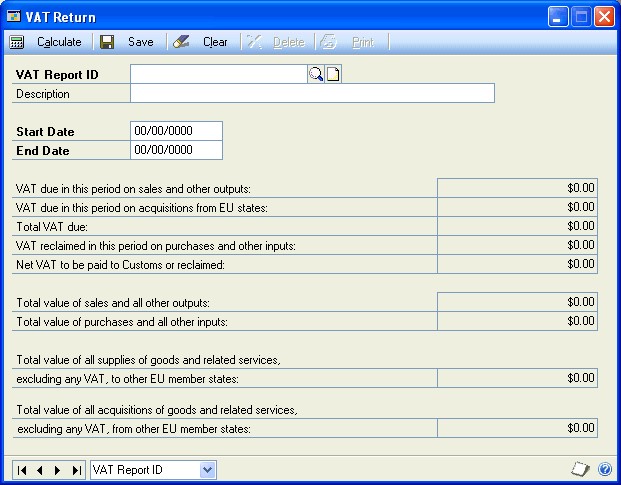 VAT Return
Calculate Save Clear Delete Print
VAT Report ID
Description
Start Date 00/00/0000
End Date 00/00/0000
VAT due in this period on sales and other outputs: $0.00
VAT due in this period on acquisitions from EU states: $0.00
Total VAT due: $0.00
VAT reclaimed in this period on purchases and other inputs: $0.00
Net VAT to be paid to Customs or reclaimed: $0.00
Total value of sales and all other outputs: $0.00
Total value of purchases and all other inputs: $0.00
Total value of all supplies of goods and related services,
excluding any VAT, to other EU member states: $0.00
Total value of all acquisitions of goods and related services,
excluding any VAT, from other EU member states: $0.00
VAT Report ID